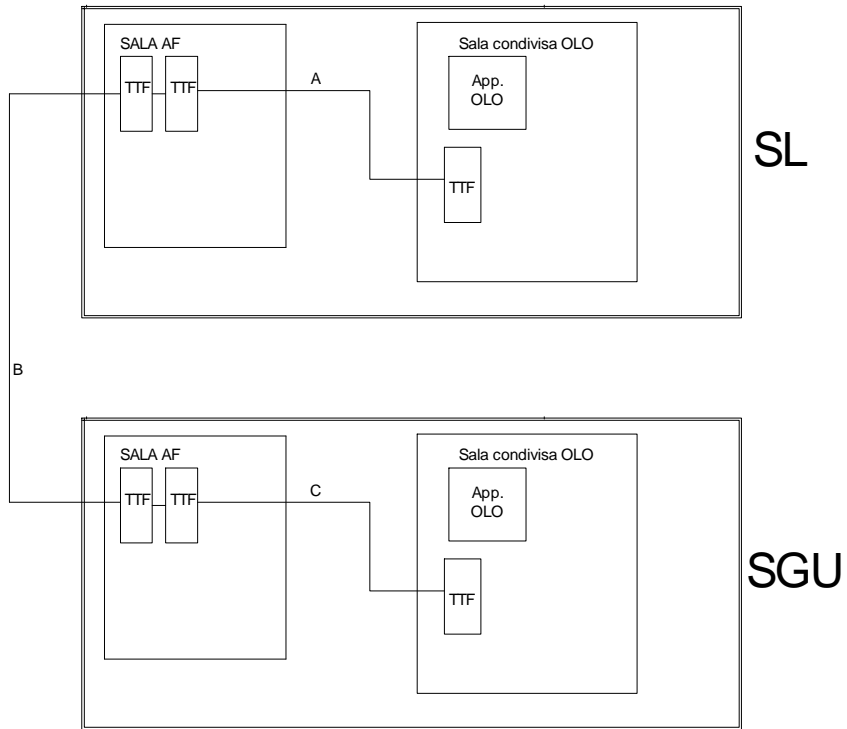 SALA AF
TTF
TTF
A
Sala condivisa OLO
App.
OLO
TTF
SL
B
SALA AF
TTF
TTF
C
Sala condivisa OLO
App.
OLO
TTF
SGU